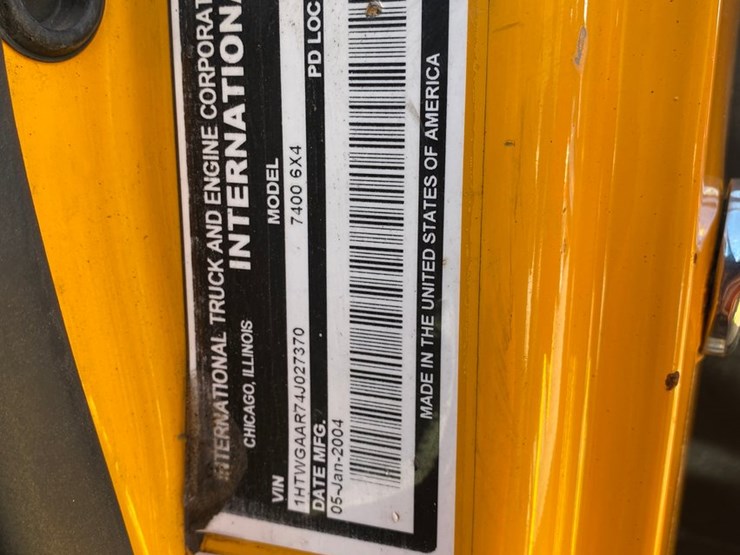 INTERNATIONAL TRUCK AND ENGINE CORPORAT
INTERNATION
CHICAGO, ILLINOIS
VIN MODEL
1HTWGAAR74J027370 7400 6X4
DATE MFG. PD LOC
05-Jan-2004
MADE IN THE UNITED STATES OF AMERICA